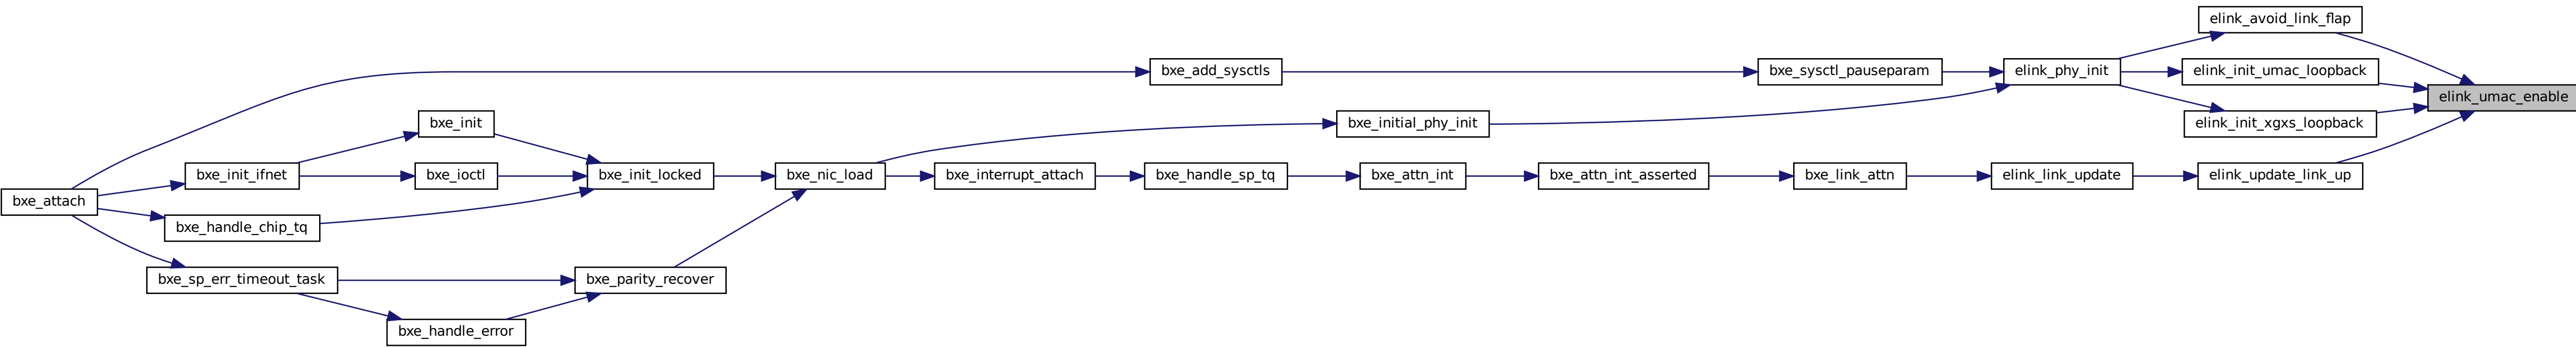 elink_avoid_link_flap
bxe_add_sysctls
bxe_sysctl_pauseparam
elink_phy_init
elink_init_umac_loopback
elink_umac_enable
bxe_init
bxe_initial_phy_init
elink_init_xgxs_loopback
bxe_init_ifnet
bxe_ioctl
bxe_init_locked
bxe_nic_load
bxe_interrupt_attach
bxe_handle_sp_tq
bxe_attn_int
bxe_attn_int_asserted
bxe_link_attn
elink_link_update
elink_update_link_up
bxe_attach
bxe_handle_chip_tq
bxe_sp_err_timeout_task
bxe_parity_recover
bxe_handle_error